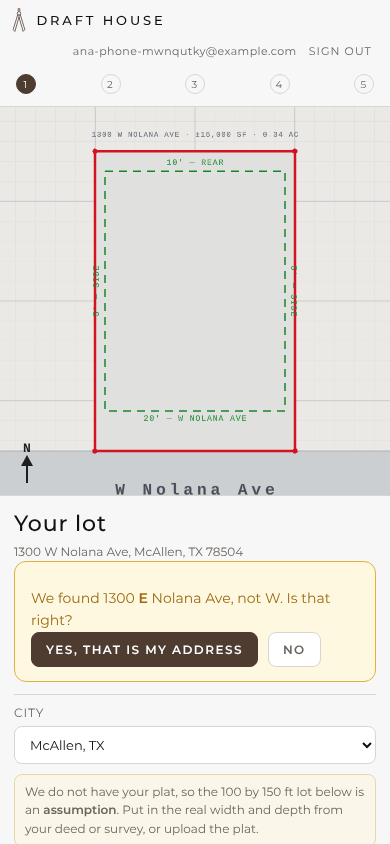 DRAFT HOUSE
ana-phone-mwnqutky@example.com SIGN OUT
1 2 3 4 5
1300 W NOLANA AVE · ±15,000 SF · 0.34 AC
10' — REAR
SIDE
SIDE
20' — W NOLANA AVE
N
W Nolana Ave
Your lot
1300 W Nolana Ave, McAllen, TX 78504
We found 1300 E Nolana Ave, not W. Is that
right?
YES, THAT IS MY ADDRESS
NO
CITY
McAllen, TX
We do not have your plat, so the 100 by 150 ft lot below is
an assumption. Put in the real width and depth from
your deed or survey, or upload the plat.